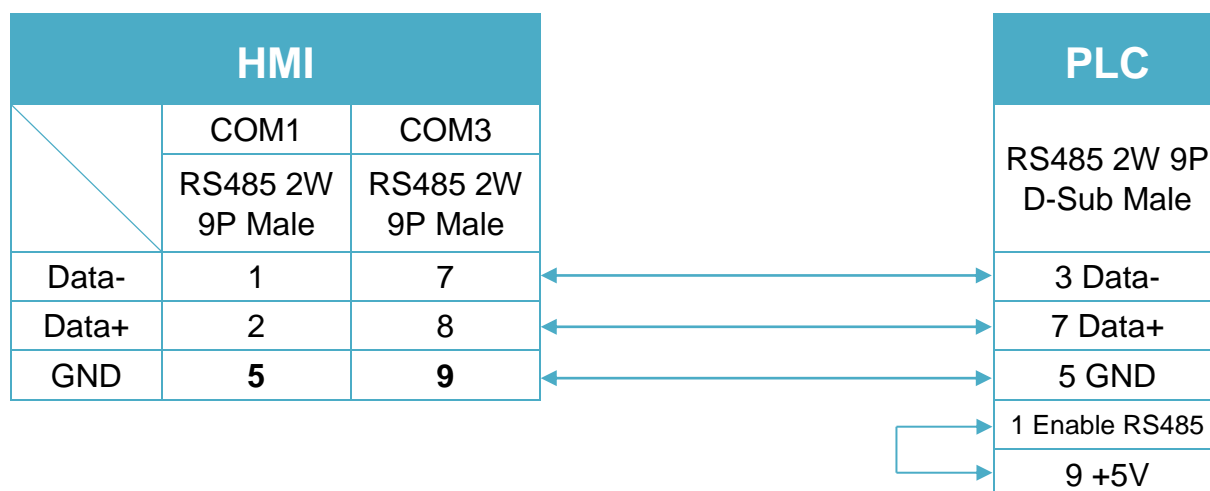 HMI
PLC
COM1
COM3
RS485 2W
9P Male
RS485 2W
9P Male
RS485 2W 9P
D-Sub Male
Data-
1
7
3 Data-
Data+
2
8
7 Data+
GND
5
9
5 GND
1 Enable RS485
9 +5V